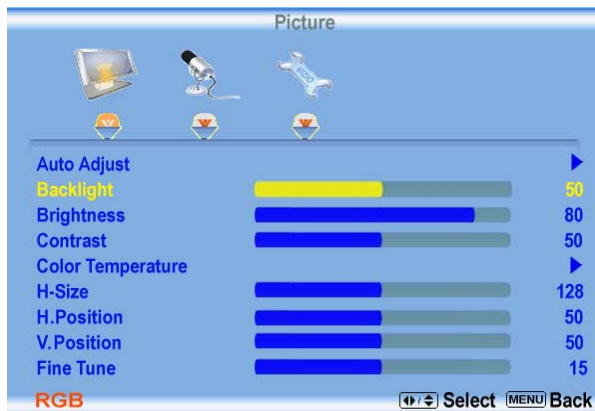 Picture
Auto Adjust
Backlight 50
Brightness 80
Contrast 50
Color Temperature
H-Size 128
H.Position 50
V.Position 50
Fine Tune 15
RGB Select MENU Back